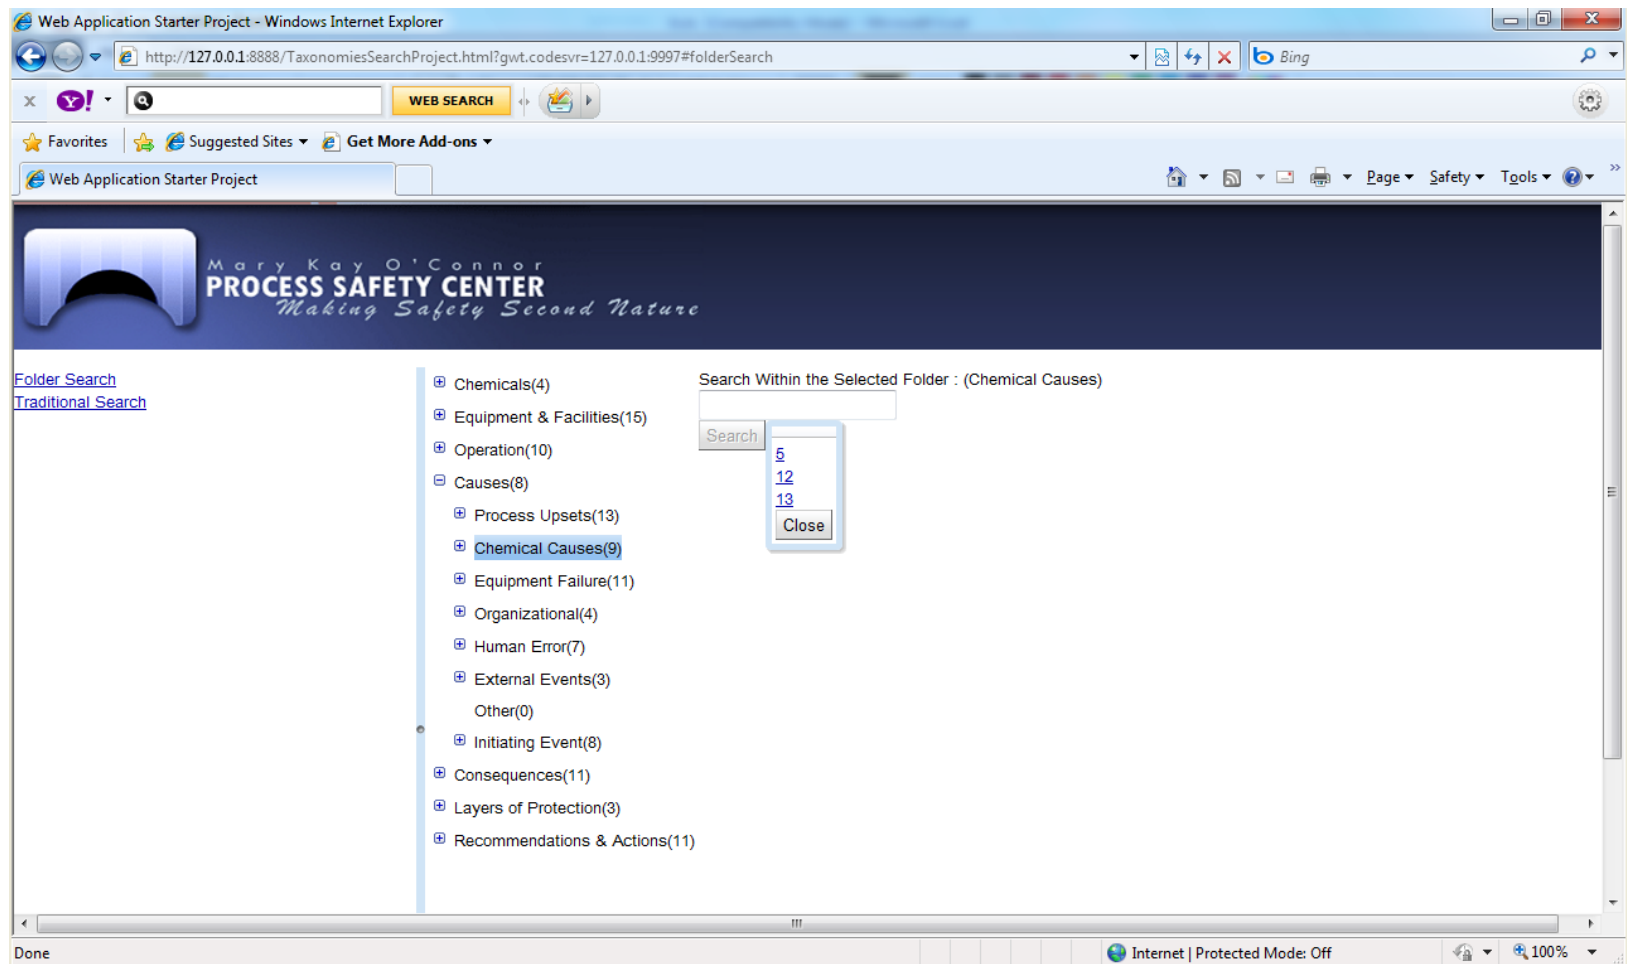 Web Application Starter Project - Windows Internet Explorer
http://127.0.0.1:8888/TaxonomiesSearchProject.html?gwt.codesvr=127.0.0.1:9997#folderSearch
Bing
x Y! WEB SEARCH
Favorites Suggested Sites Get More Add-ons
Web Application Starter Project
Page Safety Tools
Mary Kay O'Connor
PROCESS SAFETY CENTER
Making Safety Second Nature
Folder Search
Traditional Search
Chemicals(4)
Equipment & Facilities(15)
Operation(10)
Causes(8)
Process Upsets(13)
Chemical Causes(9)
Equipment Failure(11)
Organizational(4)
Human Error(7)
External Events(3)
Other(0)
Initiating Event(8)
Consequences(11)
Layers of Protection(3)
Recommendations & Actions(11)
Search Within the Selected Folder : (Chemical Causes)
Search
5
12
13
Close
Done
Internet | Protected Mode: Off
100%